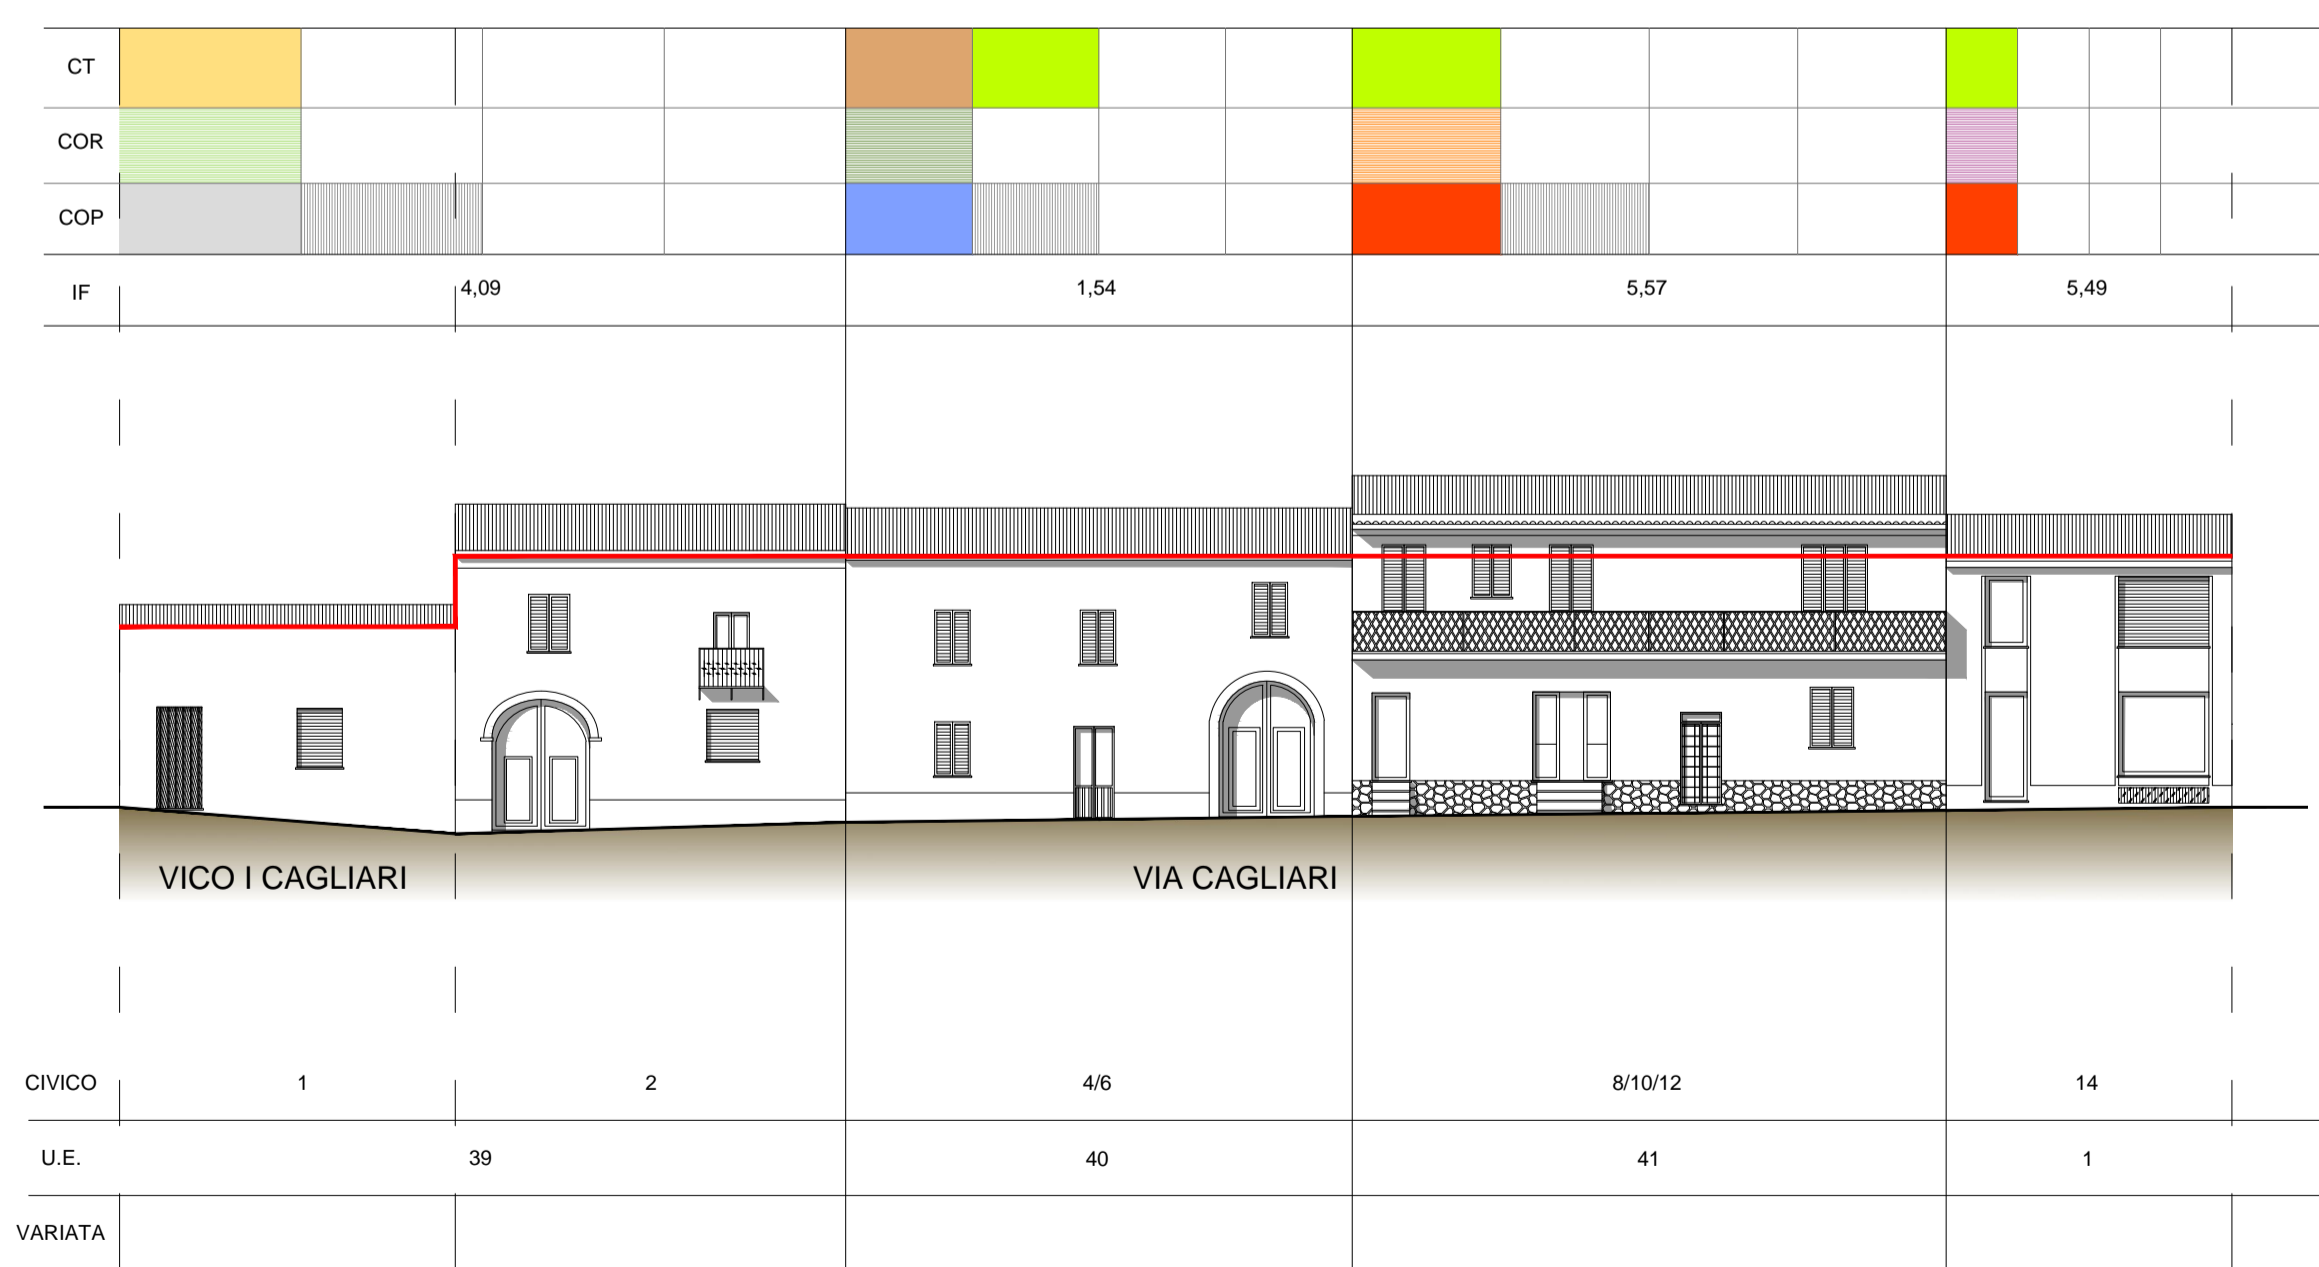 CT
COR
COP
IF 4,09 1,54 5,57 5,49
VICO I CAGLIARI VIA CAGLIARI
CIVICO 1 2 4/6 8/10/12 14
U.E. 39 40 41 1
VARIATA